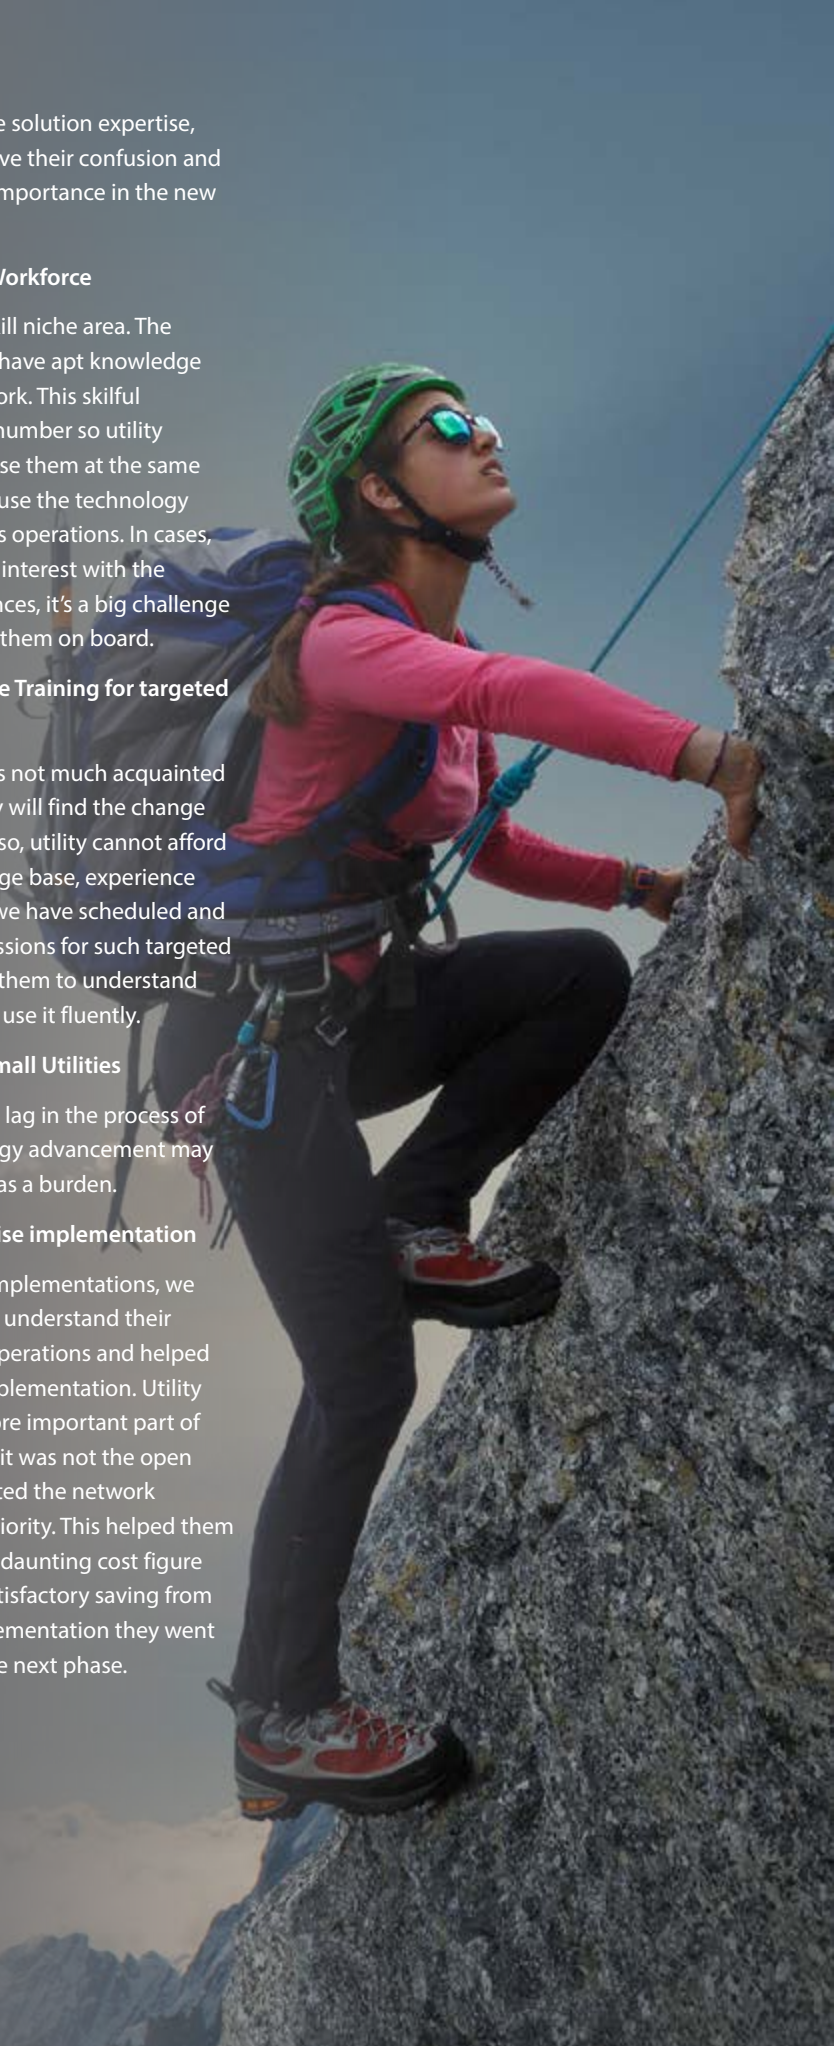 e solution expertise,
ve their confusion and
mportance in the new
Workforce
ill niche area. The
have apt knowledge
ork. This skilful
number so utility
se them at the same
use the technology
s operations. In cases,
interest with the
nces, it’s a big challenge
them on board.
e Training for targeted
s not much acquainted
y will find the change
so, utility cannot afford
ge base, experience
we have scheduled and
ssions for such targeted
them to understand
use it fluently.
mall Utilities
lag in the process of
gy advancement may
as a burden.
ise implementation
mplementations, we
understand their
perations and helped
plementation. Utility
re important part of
it was not the open
ted the network
iority. This helped them
daunting cost figure
tisfactory saving from
ementation they went
e next phase.